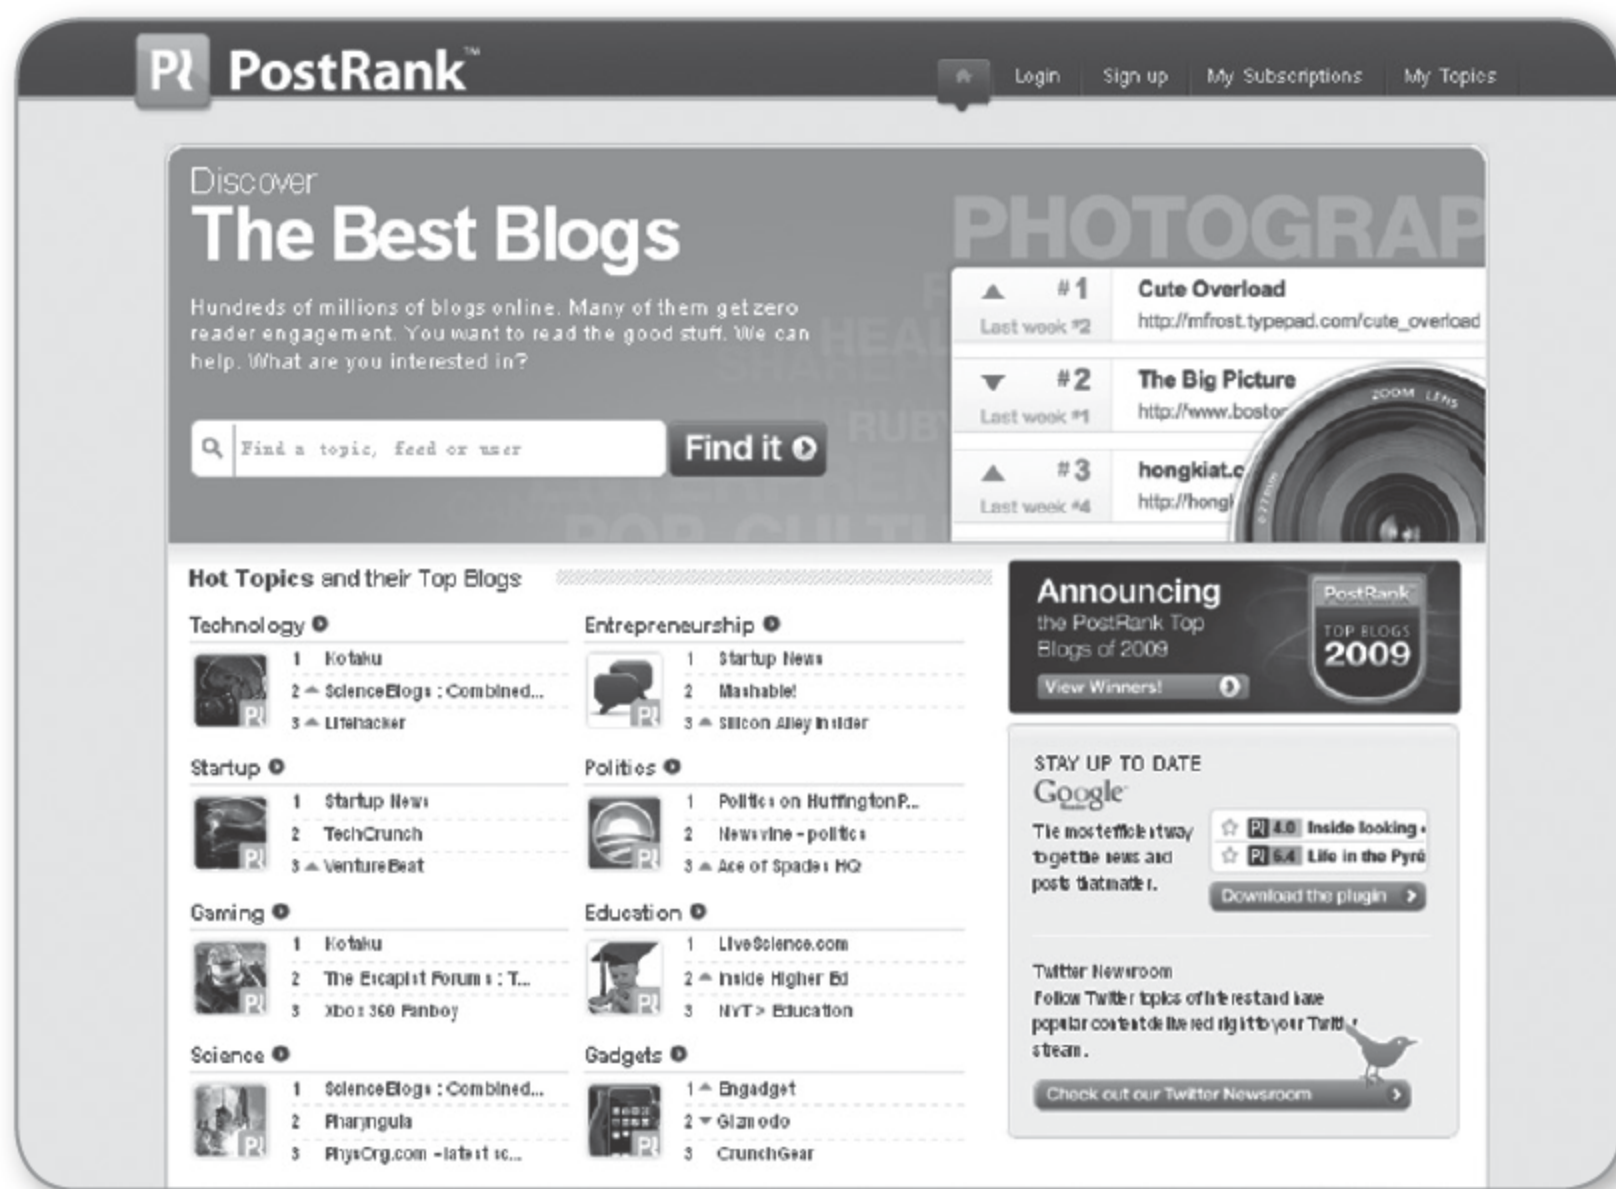 PostRank™
Login Sign up My Subscriptions My Topics
Discover
The Best Blogs
Hundreds of millions of blogs online. Many of them get zero
reader engagement. You want to read the good stuff. We can
help. What are you interested in?
Find a topic, feed or user
Find it
PHOTOGRAP
HEAL
RUBY
POP CULTU
#1 Cute Overload
Last week #2 http://mfrost.typepad.com/cute_overload
#2 The Big Picture
Last week #1 http://www.bosto
#3 hongkiat.c
Last week #4 http://hongk
ZOOM LENS
Hot Topics and their Top Blogs
Technology
1 Kotaku
2 ScienceBlogs : Combined...
3 Lifehacker
Entrepreneurship
1 Startup News
2 Mashable!
3 Silicon Alley Insider
Startup
1 Startup News
2 TechCrunch
3 VentureBeat
Politics
1 Politics on HuffingtonP...
2 Newsvine - politics
3 Ace of Spades HQ
Gaming
1 Kotaku
2 The Escapist Forums : T...
3 Xbox 360 Fanboy
Education
1 LiveScience.com
2 Inside Higher Ed
3 NYT > Education
Science
1 ScienceBlogs : Combined...
2 Pharyngula
3 PhysOrg.com - latest sc...
Gadgets
1 Engadget
2 Gizmodo
3 CrunchGear
Announcing
the PostRank Top
Blogs of 2009
View Winners!
PostRank
TOP BLOGS
2009
STAY UP TO DATE
Google
Reader
The most efficient way
to get the news and
posts that matter.
4.0 Inside looking
6.4 Life in the Pyré
Download the plugin
Twitter Newsroom
Follow Twitter topics of interest and have
popular content delivered right to your Twitter
stream.
Check out our Twitter Newsroom